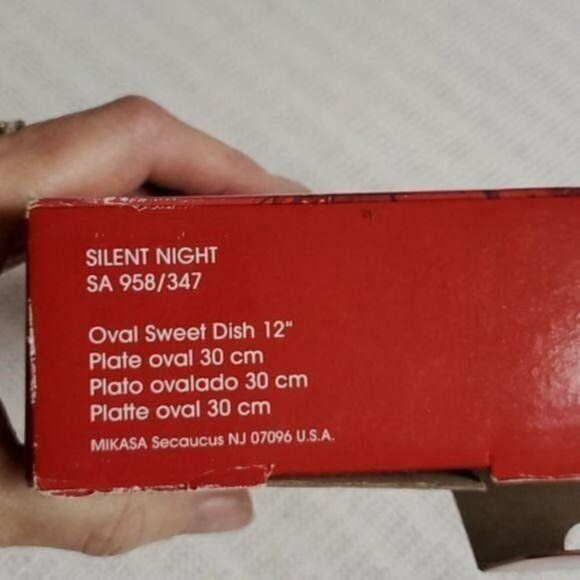 SILENT NIGHT
SA 958/347
Oval Sweet Dish 12"
Plate oval 30 cm
Plato ovalado 30 cm
Platte oval 30 cm
MIKASA Secaucus NJ 07096 U.S.A.